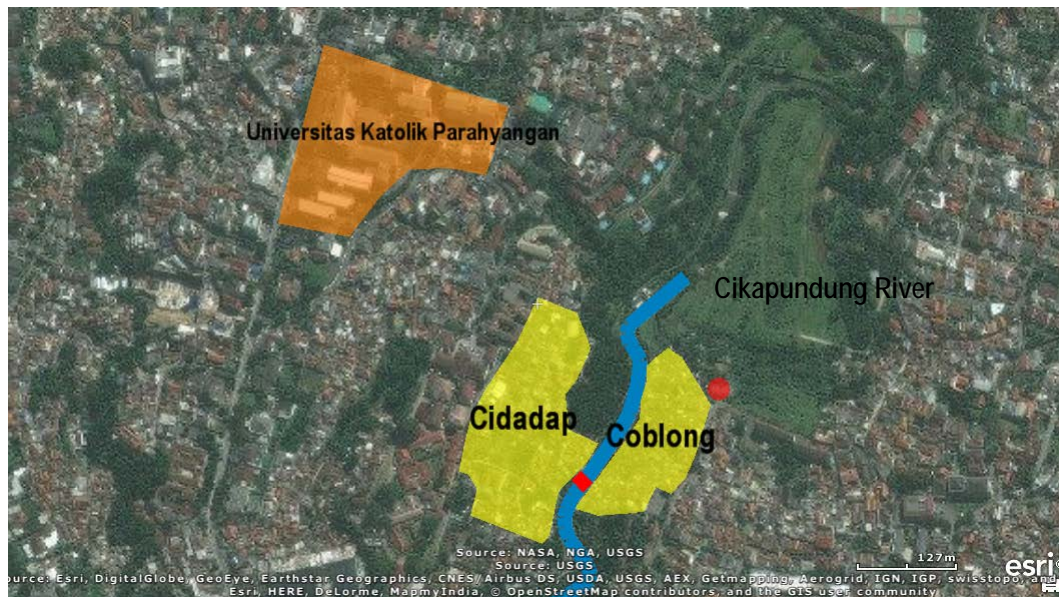 Universitas Katolik Parahyangan
Cikapundung River
Cidadap
Coblong
Source: NASA, NGA, USGS
Source: USGS
127m
esri
ource: Esri, DigitalGlobe, GeoEye, Earthstar Geographics, CNES/Airbus DS, USDA, USGS, AEX, Getmapping, Aerogrid, IGN, IGP, swisstopo, and
Esri, HERE, DeLorme, MapmyIndia, © OpenStreetMap contributors, and the GIS user community